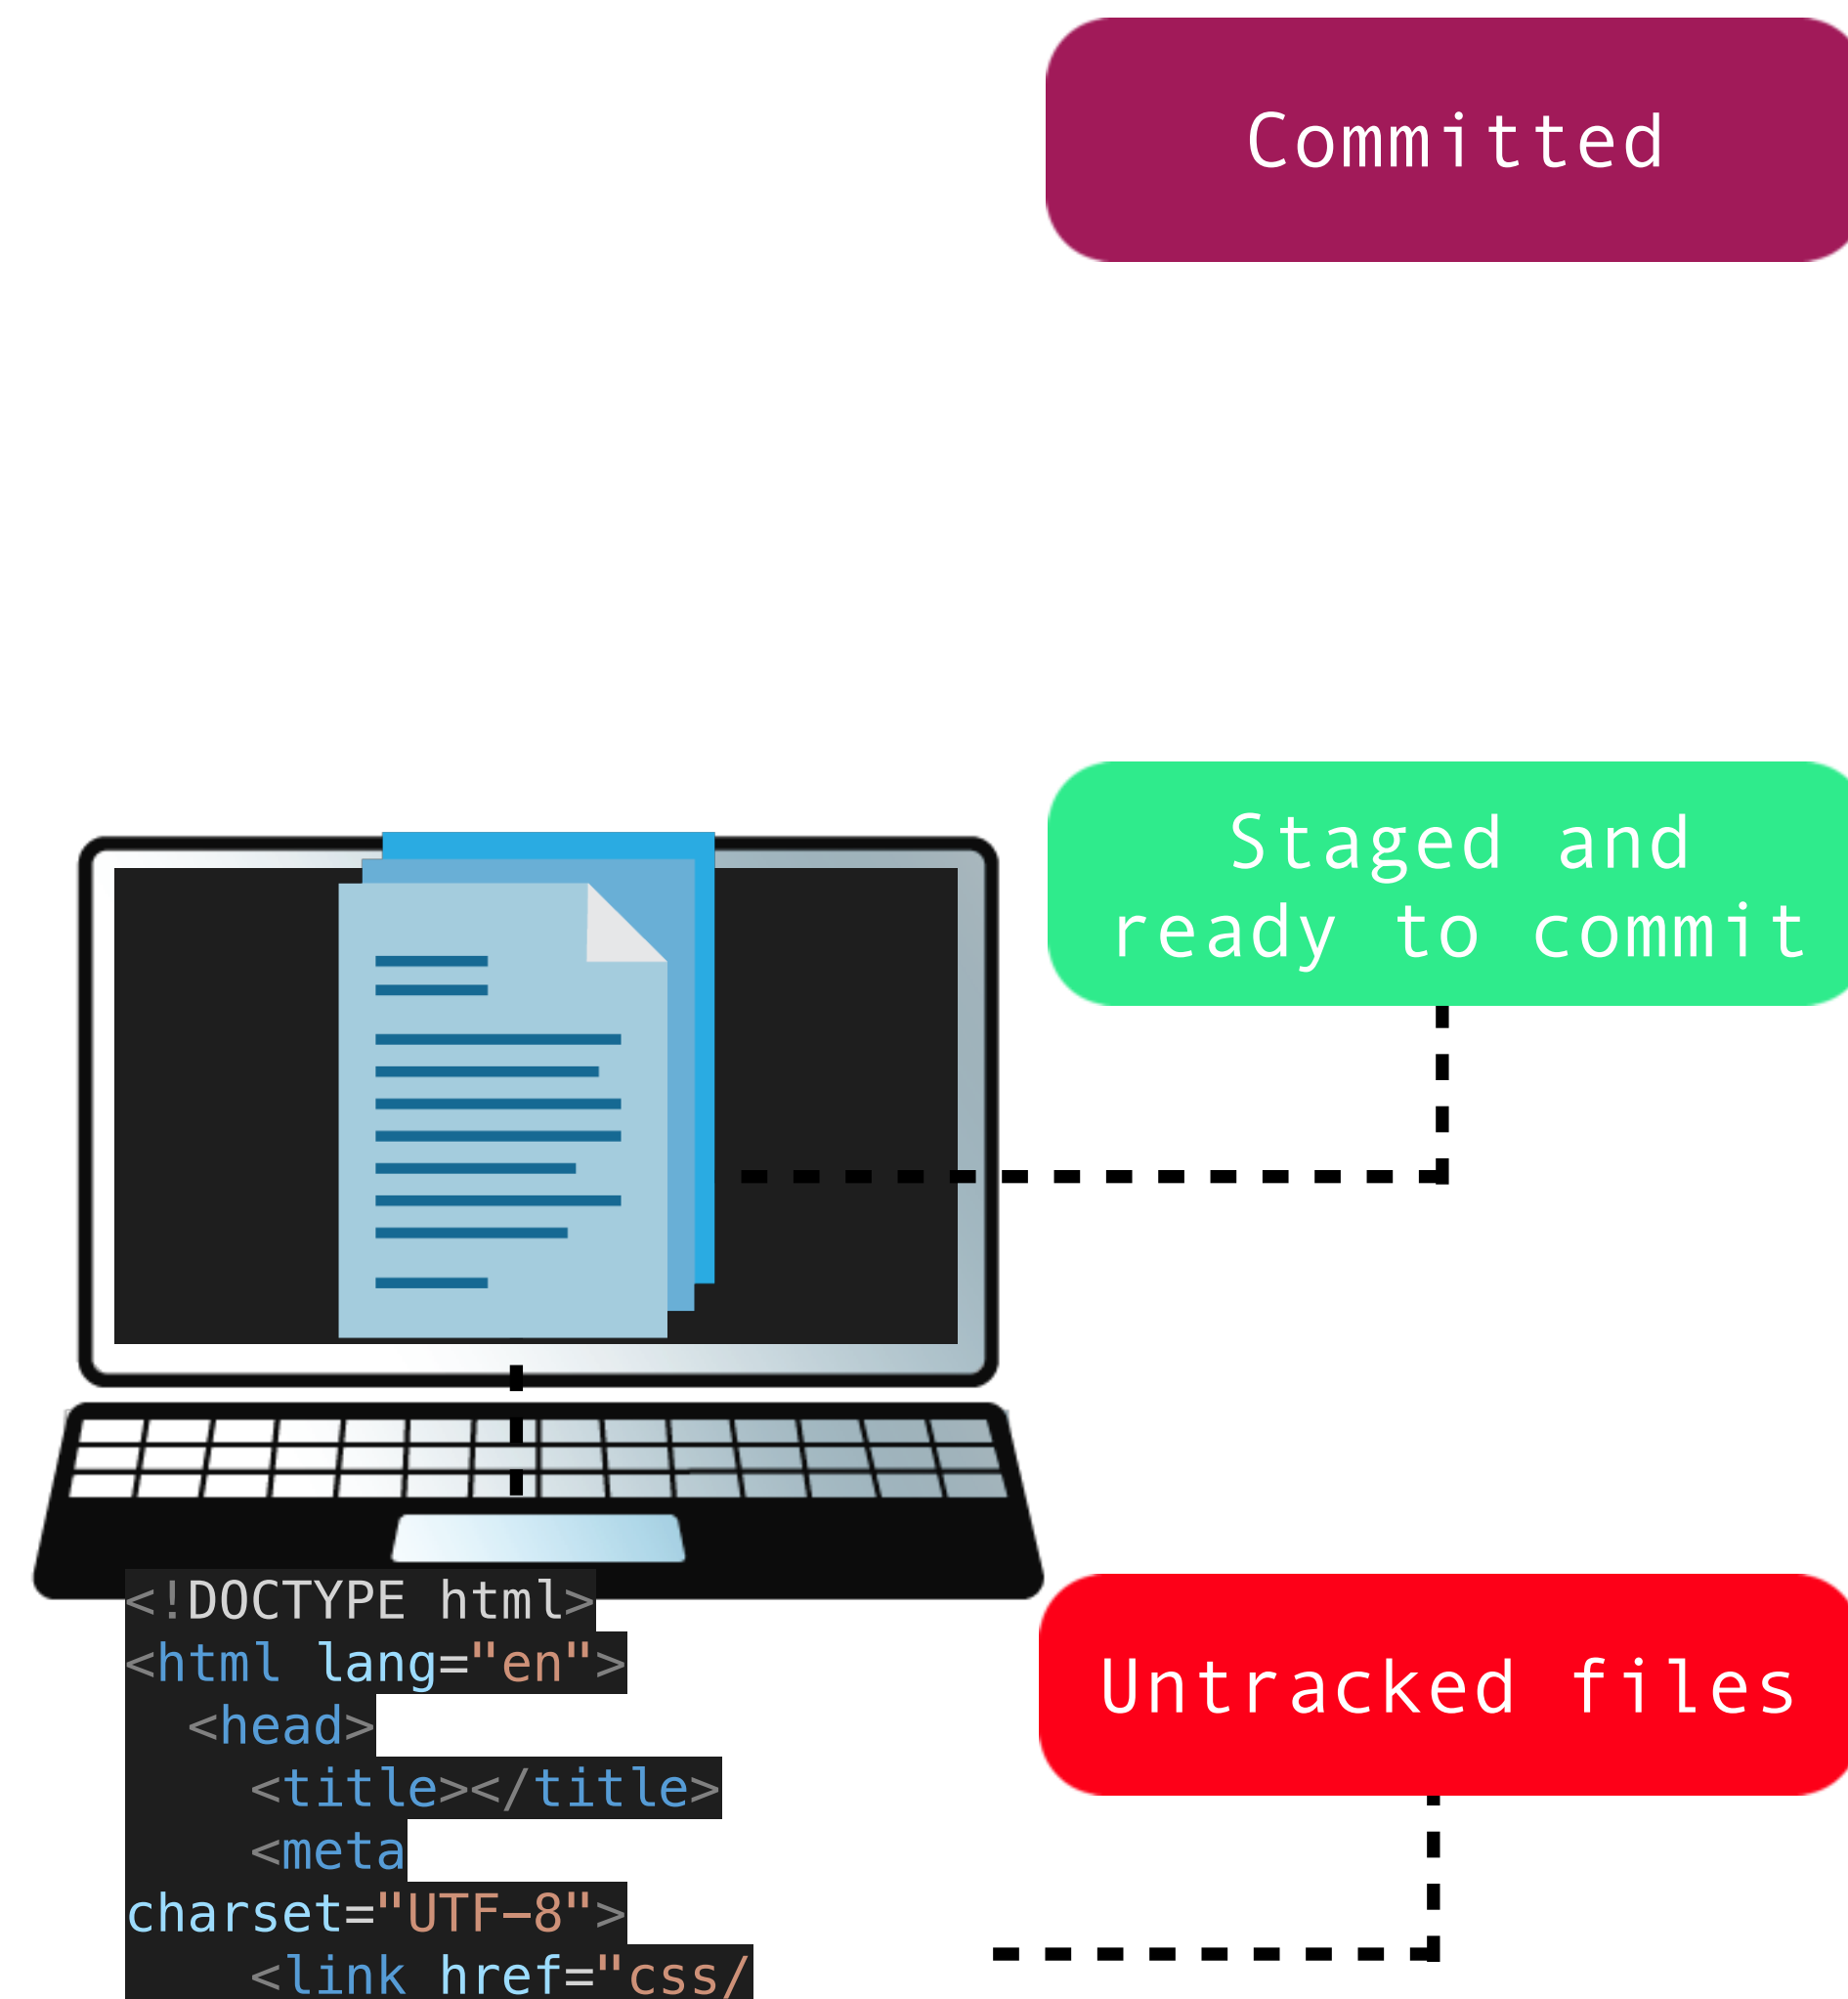 Committed
Staged and
ready to commit
<!DOCTYPE html>
<html lang="en">
<head>
<title></title>
<meta
charset="UTF-8">
<link href="css/
Untracked files